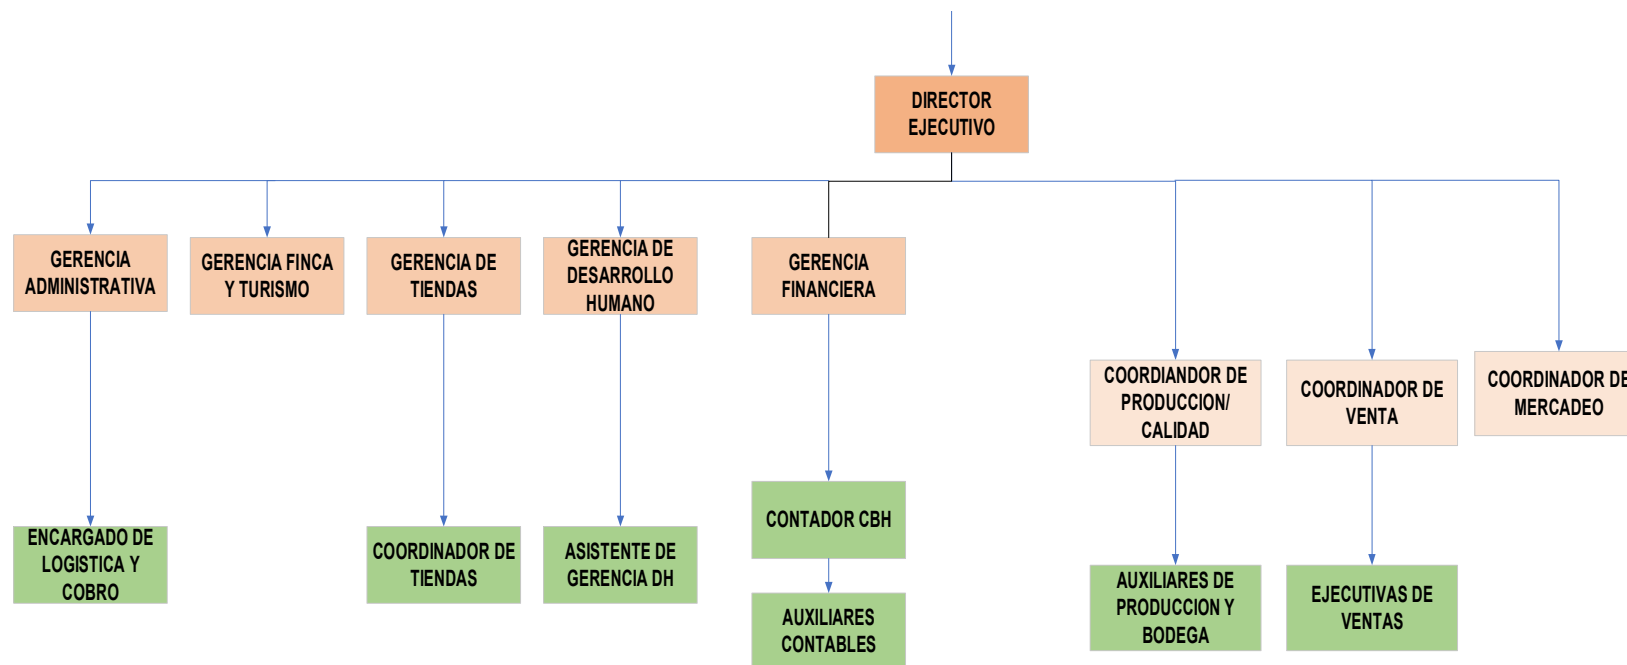 DIRECTOR
EJECUTIVO
GERENCIA
ADMINISTRATIVA
GERENCIA FINCA
Y TURISMO
GERENCIA DE
TIENDAS
GERENCIA DE
DESARROLLO
HUMANO
GERENCIA
FINANCIERA
COORDIANDOR DE
PRODUCCION/
CALIDAD
COORDINADOR DE
VENTA
COORDINADOR DE
MERCADEO
ENCARGADO DE
LOGISTICA Y
COBRO
COORDINADOR DE
TIENDAS
ASISTENTE DE
GERENCIA DH
CONTADOR CBH
AUXILIARES
CONTABLES
AUXILIARES DE
PRODUCCION Y
BODEGA
EJECUTIVAS DE
VENTAS